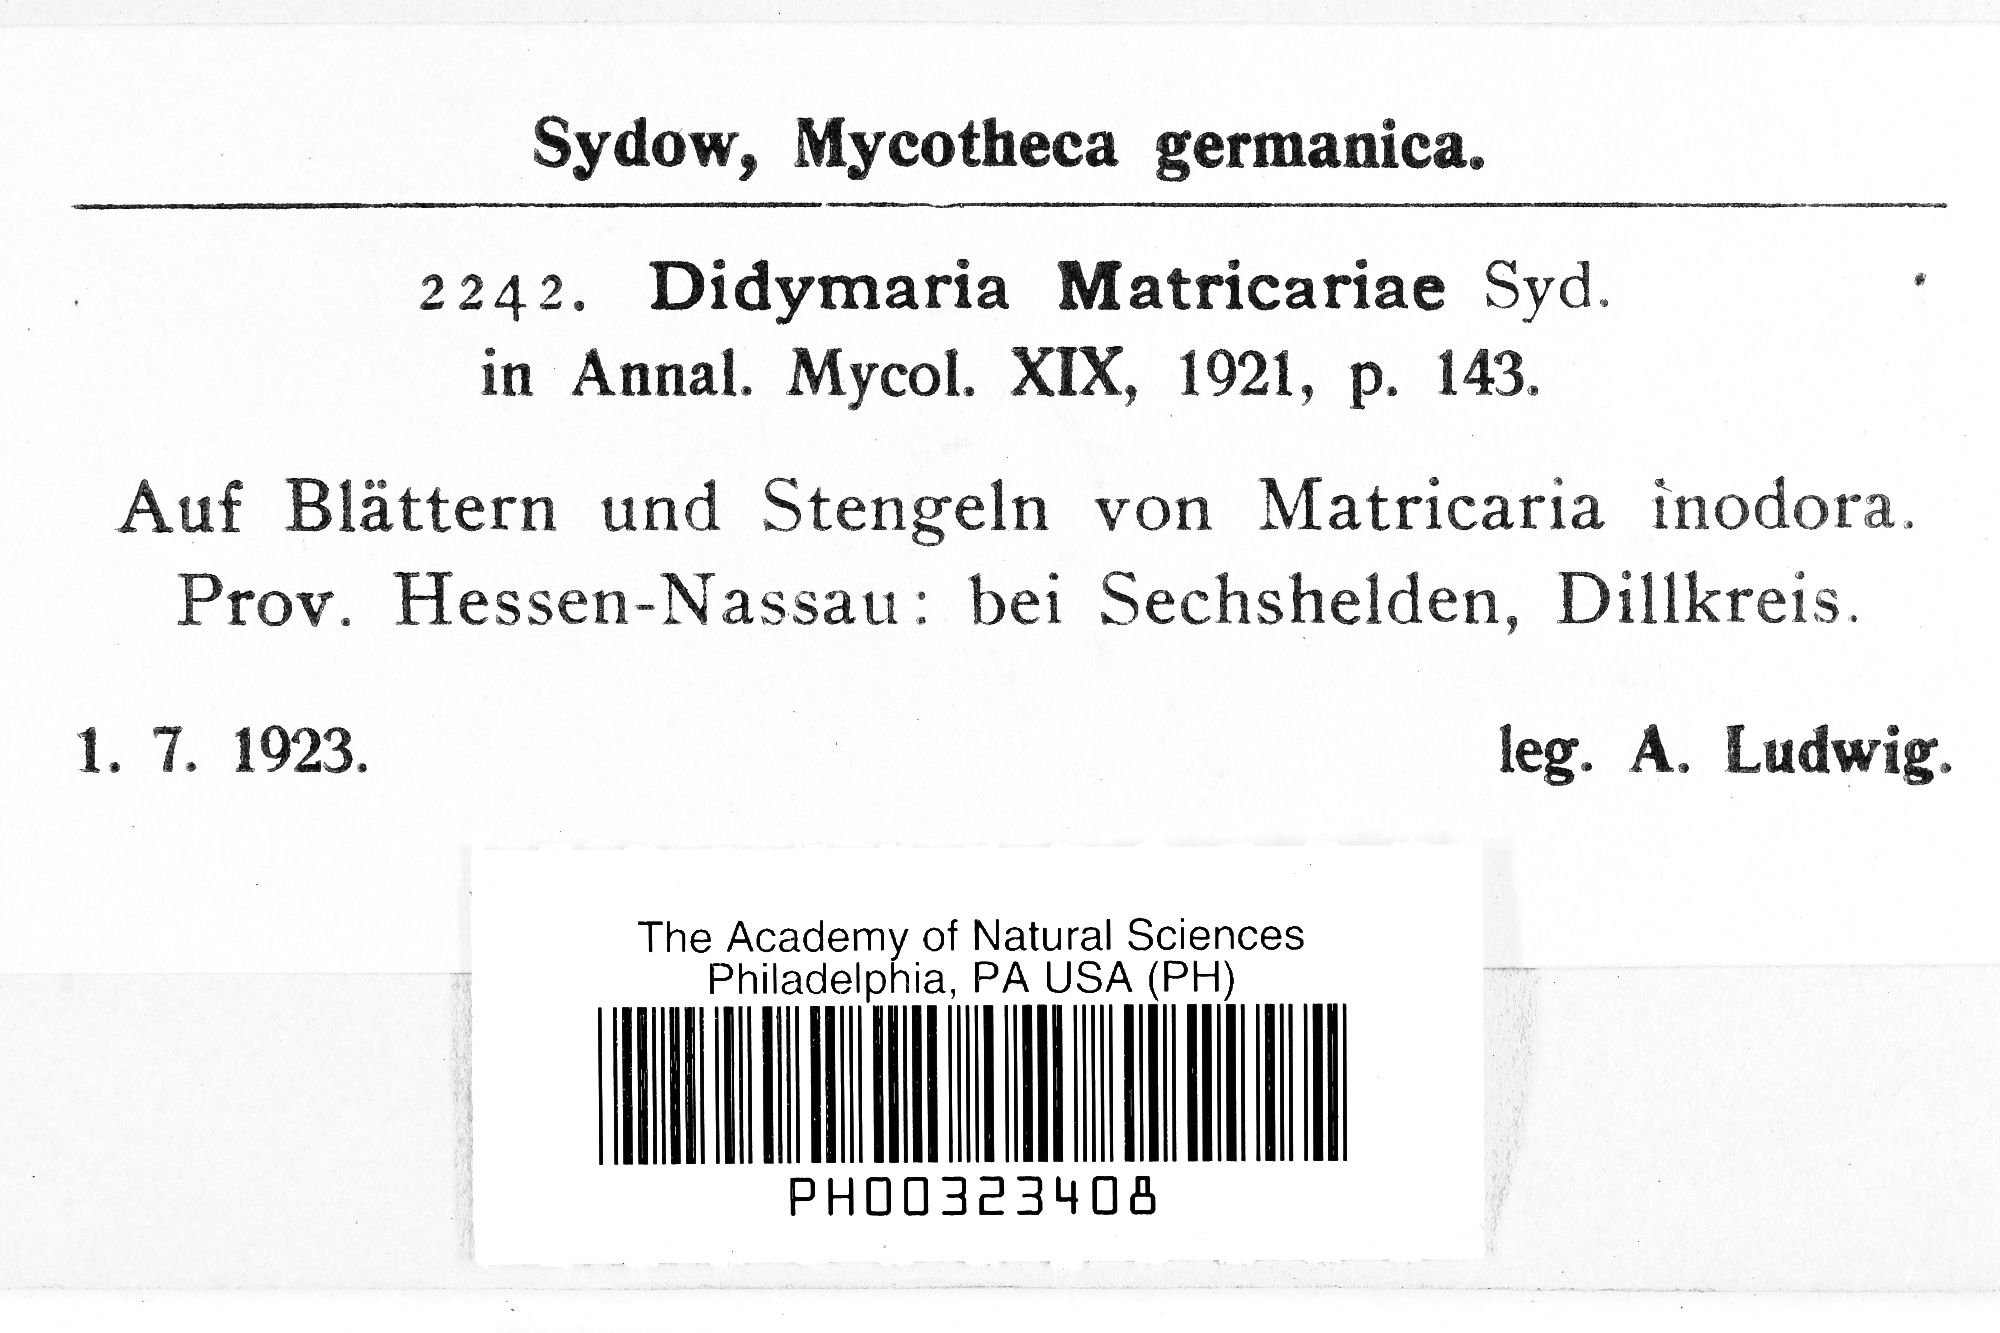 Sydow, Mycotheca germanica.
2242. Didymaria Matricariae Syd.
in Annal. Mycol. XIX, 1921, p. 143.
Auf Blättern und Stengeln von Matricaria inodora.
Prov. Hessen-Nassau: bei Sechshelden, Dillkreis.
1. 7. 1923. leg. A. Ludwig.
The Academy of Natural Sciences
Philadelphia, PA USA (PH)
PH00323408